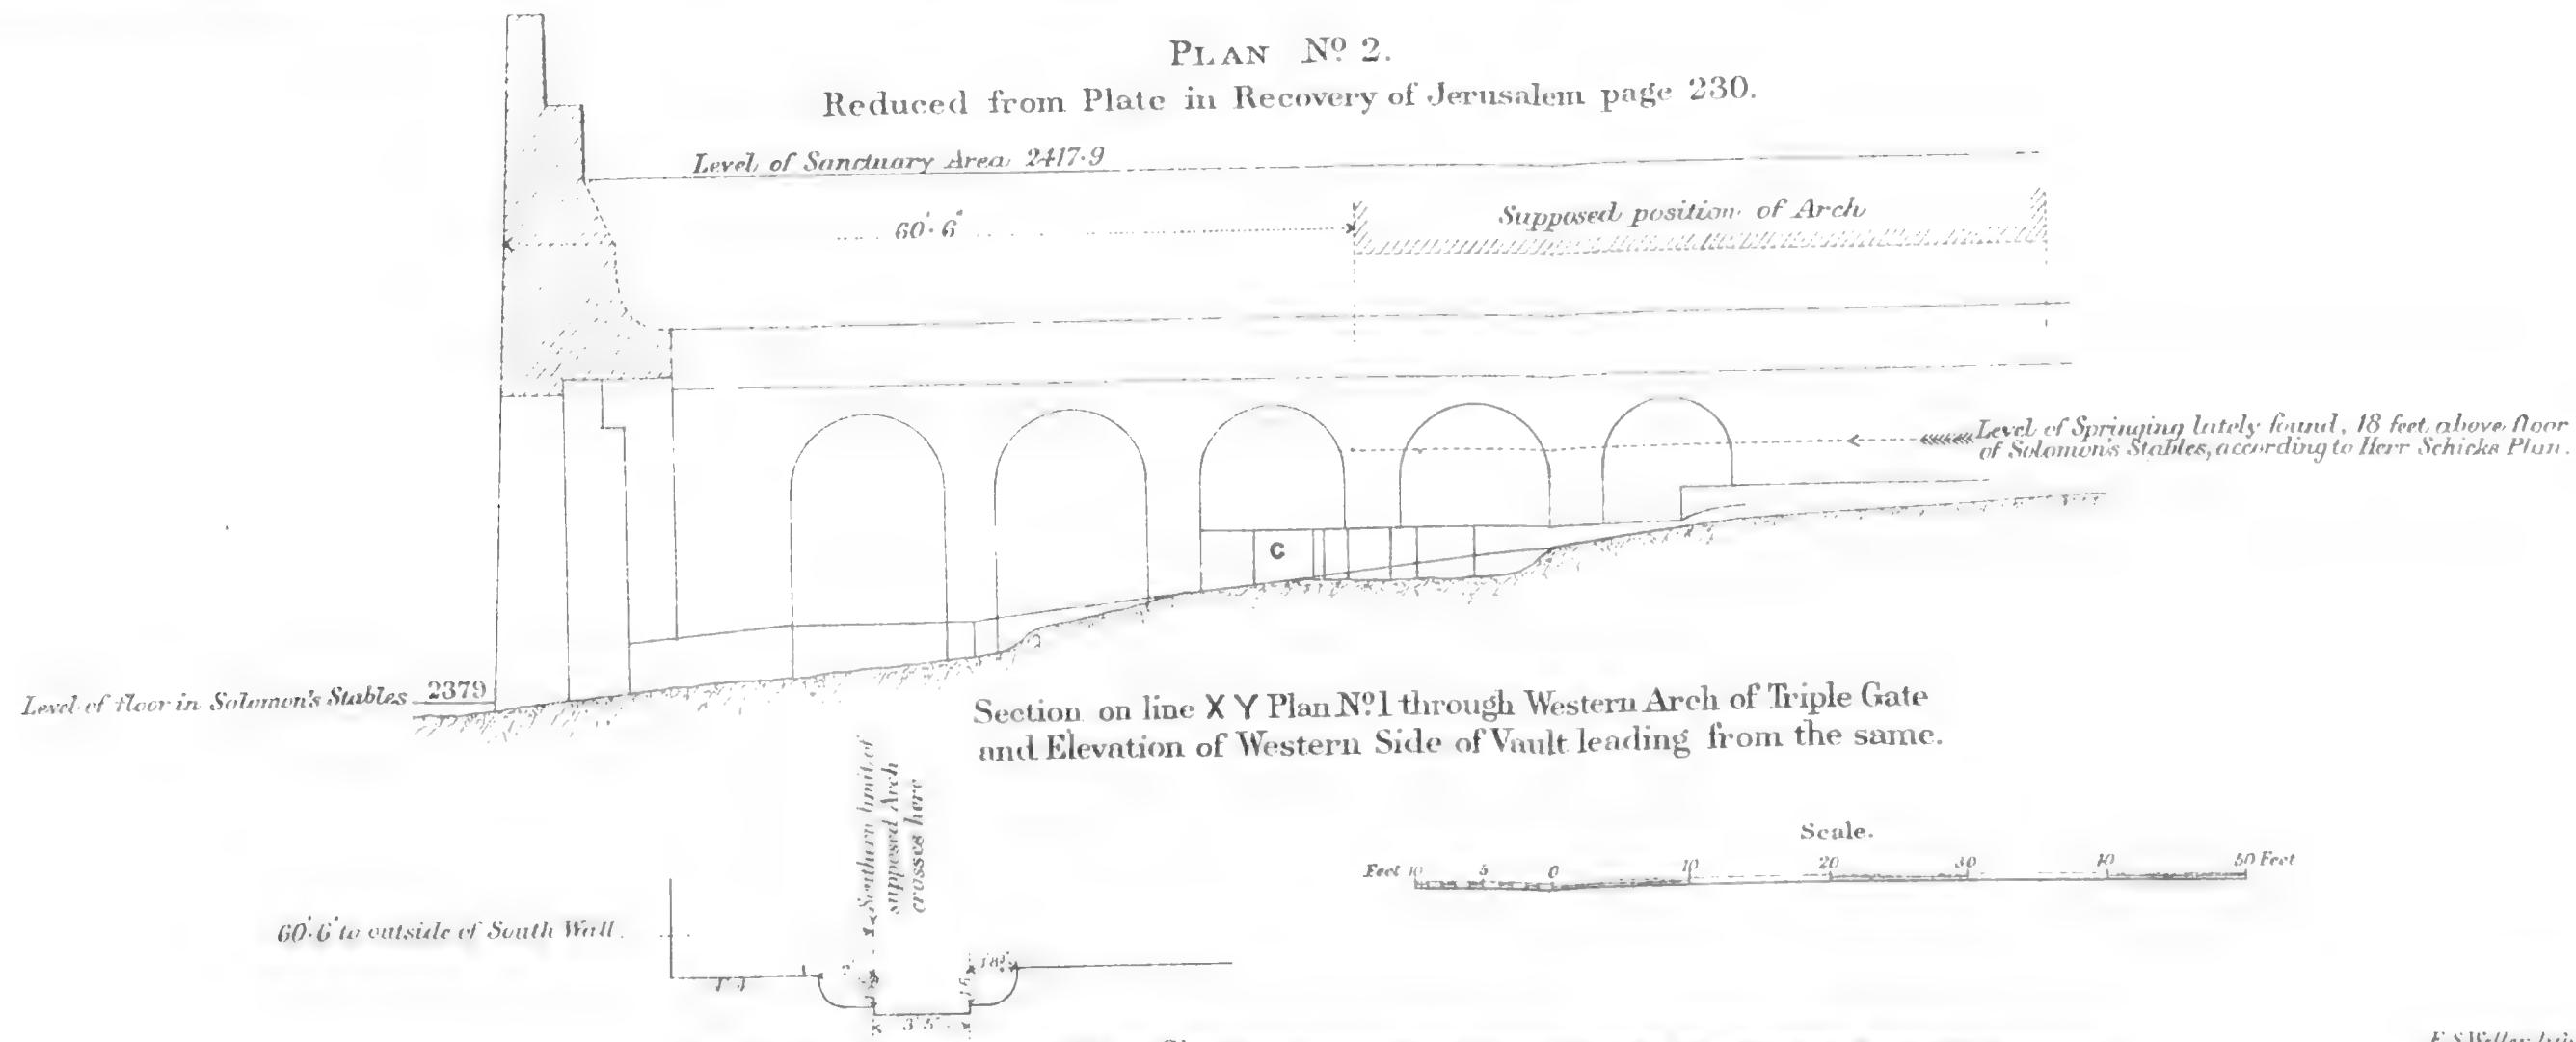 PLAN Nº 2.
Reduced from Plate in Recovery of Jerusalem page 230.
Level of Sanctuary Area 2417·9
60'·6"
Supposed position of Arch
Level of Springing lately found, 18 feet above floor
of Solomon's Stables, according to Herr Schicks Plan.
C
Level of floor in Solomon's Stables 2379
Section on line X Y Plan Nº1 through Western Arch of Triple Gate
and Elevation of Western Side of Vault leading from the same.
Southern limit of
supposed Arch
crosses here
Scale.
Feet 10 5 0 10 20 30 40 50 Feet
60'·6" to outside of South Wall
3'5"